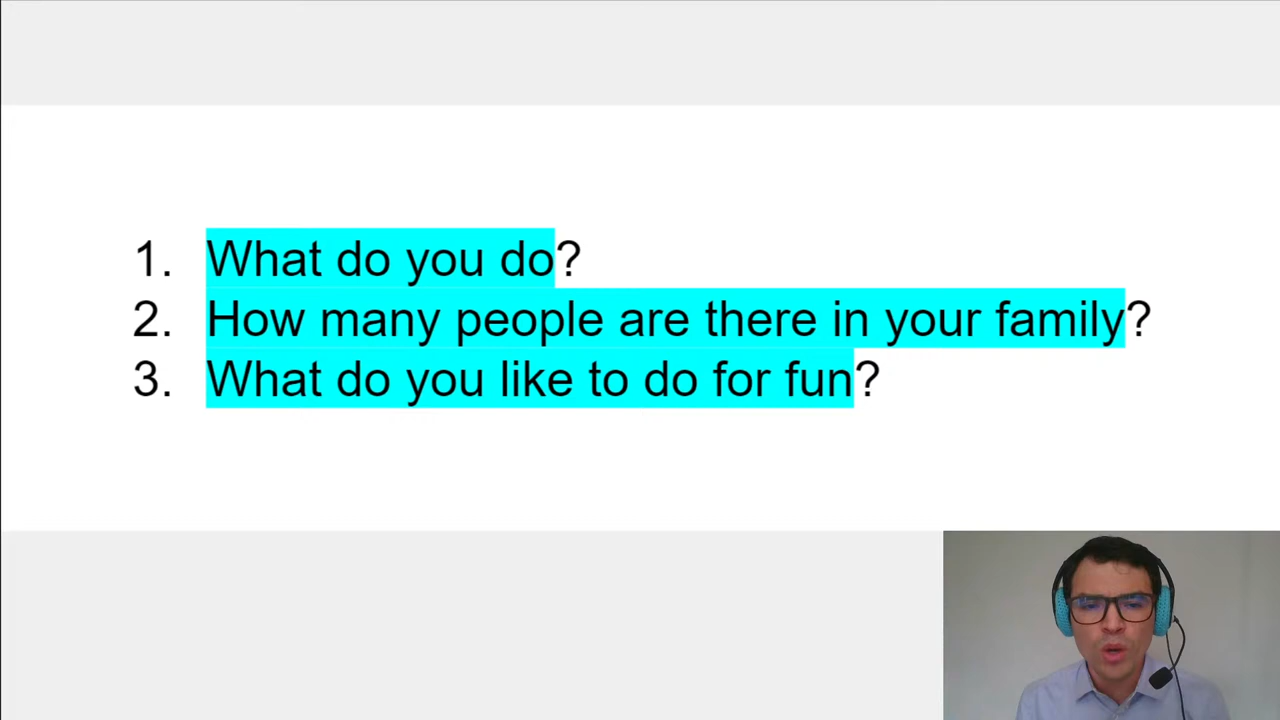 1. What do you do?
2. How many people are there in your family?
3. What do you like to do for fun?